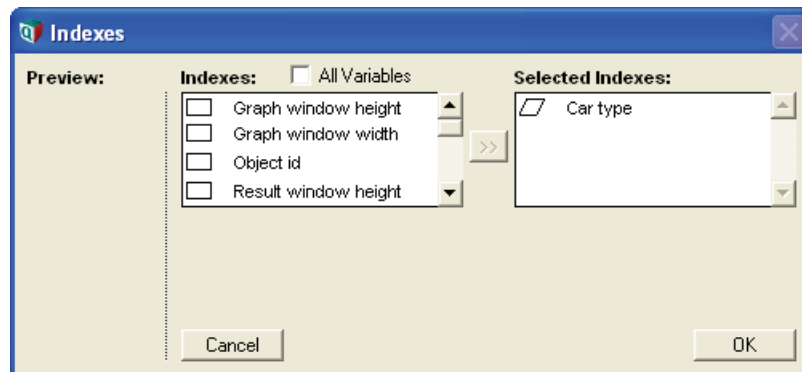 Indexes
Preview:
Indexes:
All Variables
Selected Indexes:
Graph window height
Graph window width
Object id
Result window height
>>
Car type
Cancel
OK